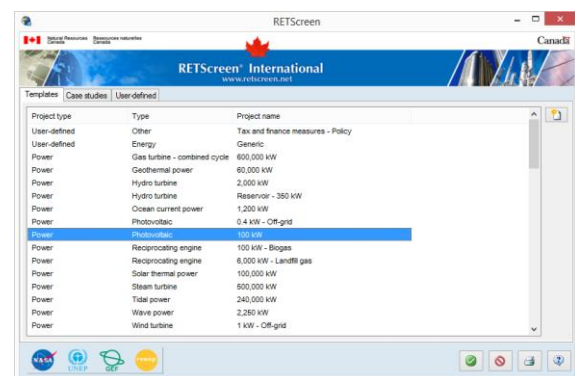 RETScreen
Natural Resources Canada
Ressources naturelles Canada
Canada
RETScreen® International
www.retscreen.net
Templates Case studies User-defined
Project type Type Project name
User-defined Other Tax and finance measures - Policy
User-defined Energy Generic
Power Gas turbine - combined cycle 600,000 kW
Power Geothermal power 60,000 kW
Power Hydro turbine 2,000 kW
Power Hydro turbine Reservoir - 350 kW
Power Ocean current power 1,200 kW
Power Photovoltaic 0.4 kW - Off-grid
Power Photovoltaic 100 kW
Power Reciprocating engine 100 kW - Biogas
Power Reciprocating engine 6,000 kW - Landfill gas
Power Solar thermal power 100,000 kW
Power Steam turbine 500,000 kW
Power Tidal power 240,000 kW
Power Wave power 2,250 kW
Power Wind turbine 1 kW - Off-grid
NASA UNEP GEF